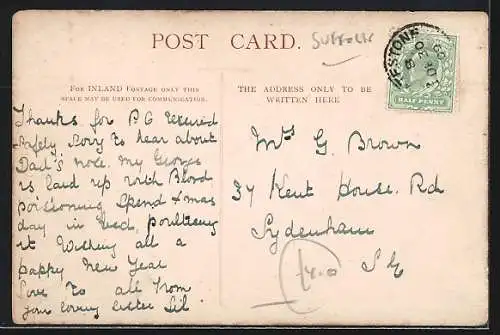 POST CARD.
Suffolk
FOR INLAND POSTAGE ONLY THIS
SPACE MAY BE USED FOR COMMUNICATION.
THE ADDRESS ONLY TO BE
WRITTEN HERE
HALF PENNY
Thanks for P.C received
safely Sorry to hear about
Dad's My George
is laid up with Blood
poisioning Spend Xmas
day in bed, poulticing
it Wishing all a
happy New Year
Love to all from
your loving sister Lil
Mrs G. Brown
37 Kent House Rd
Sydenham
S.E